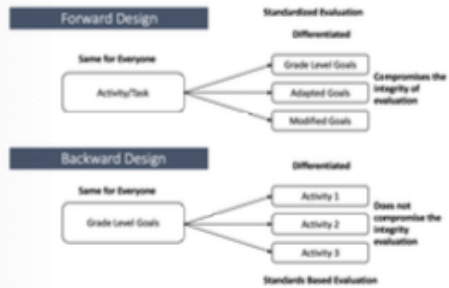 Forward Design
Standardized Evaluation
Differentiated
Same for Everyone
Activity/Task
Grade Level Goals
Adapted Goals
Modified Goals
Compromises the
integrity of
evaluation
Backward Design
Differentiated
Same for Everyone
Grade Level Goals
Activity 1
Activity 2
Activity 3
Does not
compromise the
integrity
evaluation
Standards Based Evaluation